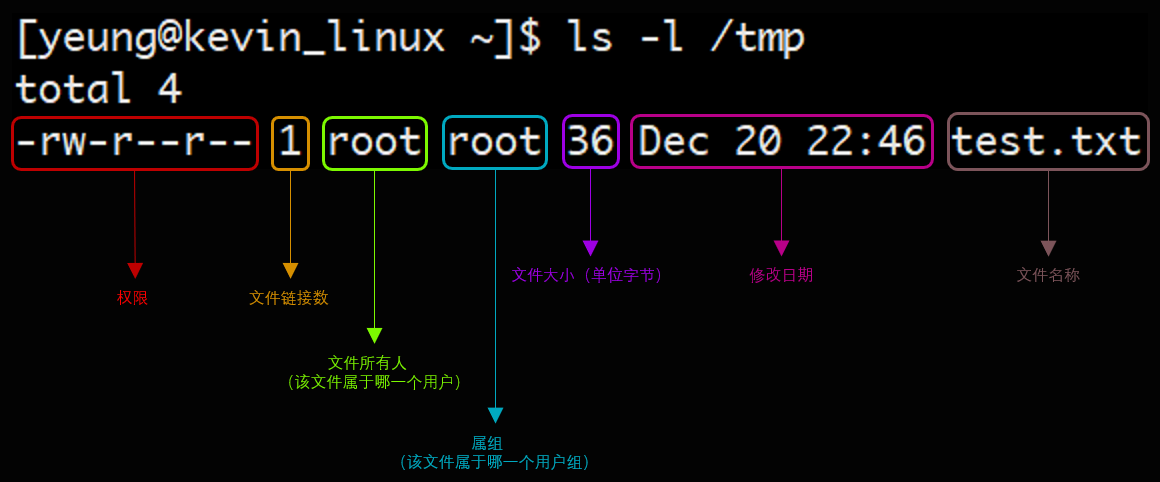 [yeung@kevin_linux ~]$ ls -l /tmp
total 4
-rw-r--r-- 1 root root 36 Dec 20 22:46 test.txt
权限
文件链接数
文件所有人
（该文件属于哪一个用户）
属组
（该文件属于哪一个用户组）
文件大小（单位字节）
修改日期
文件名称